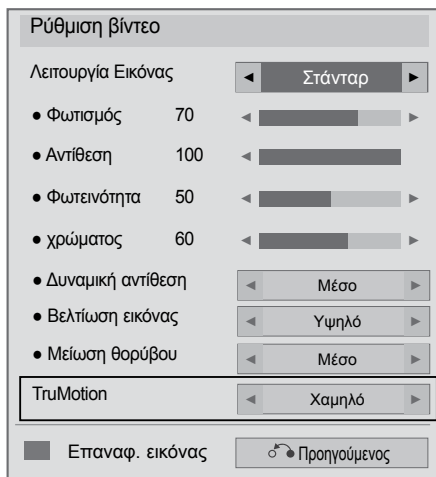 Ρύθμιση βίντεο
Λειτουργία Εικόνας ◄ Στάνταρ ►
● Φωτισμός 70 ◄ ►
● Αντίθεση 100 ◄
● Φωτεινότητα 50 ◄ ►
● χρώματος 60 ◄ ►
● Δυναμική αντίθεση ◄ Μέσο ►
● Βελτίωση εικόνας ◄ Υψηλό ►
● Μείωση θορύβου ◄ Μέσο ►
TruMotion ◄ Χαμηλό ►
Επαναφ. εικόνας Προηγούμενος